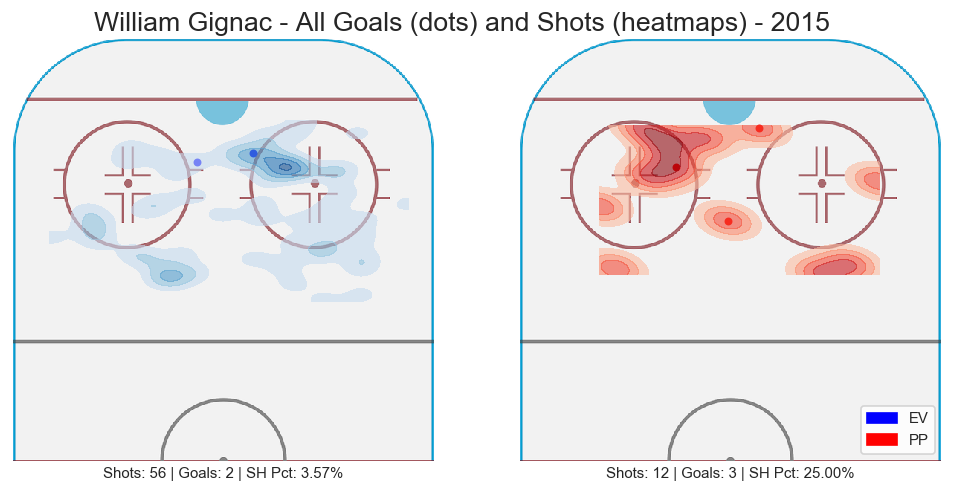 William Gignac - All Goals (dots) and Shots (heatmaps) - 2015
EV
PP
Shots: 56 | Goals: 2 | SH Pct: 3.57%
Shots: 12 | Goals: 3 | SH Pct: 25.00%